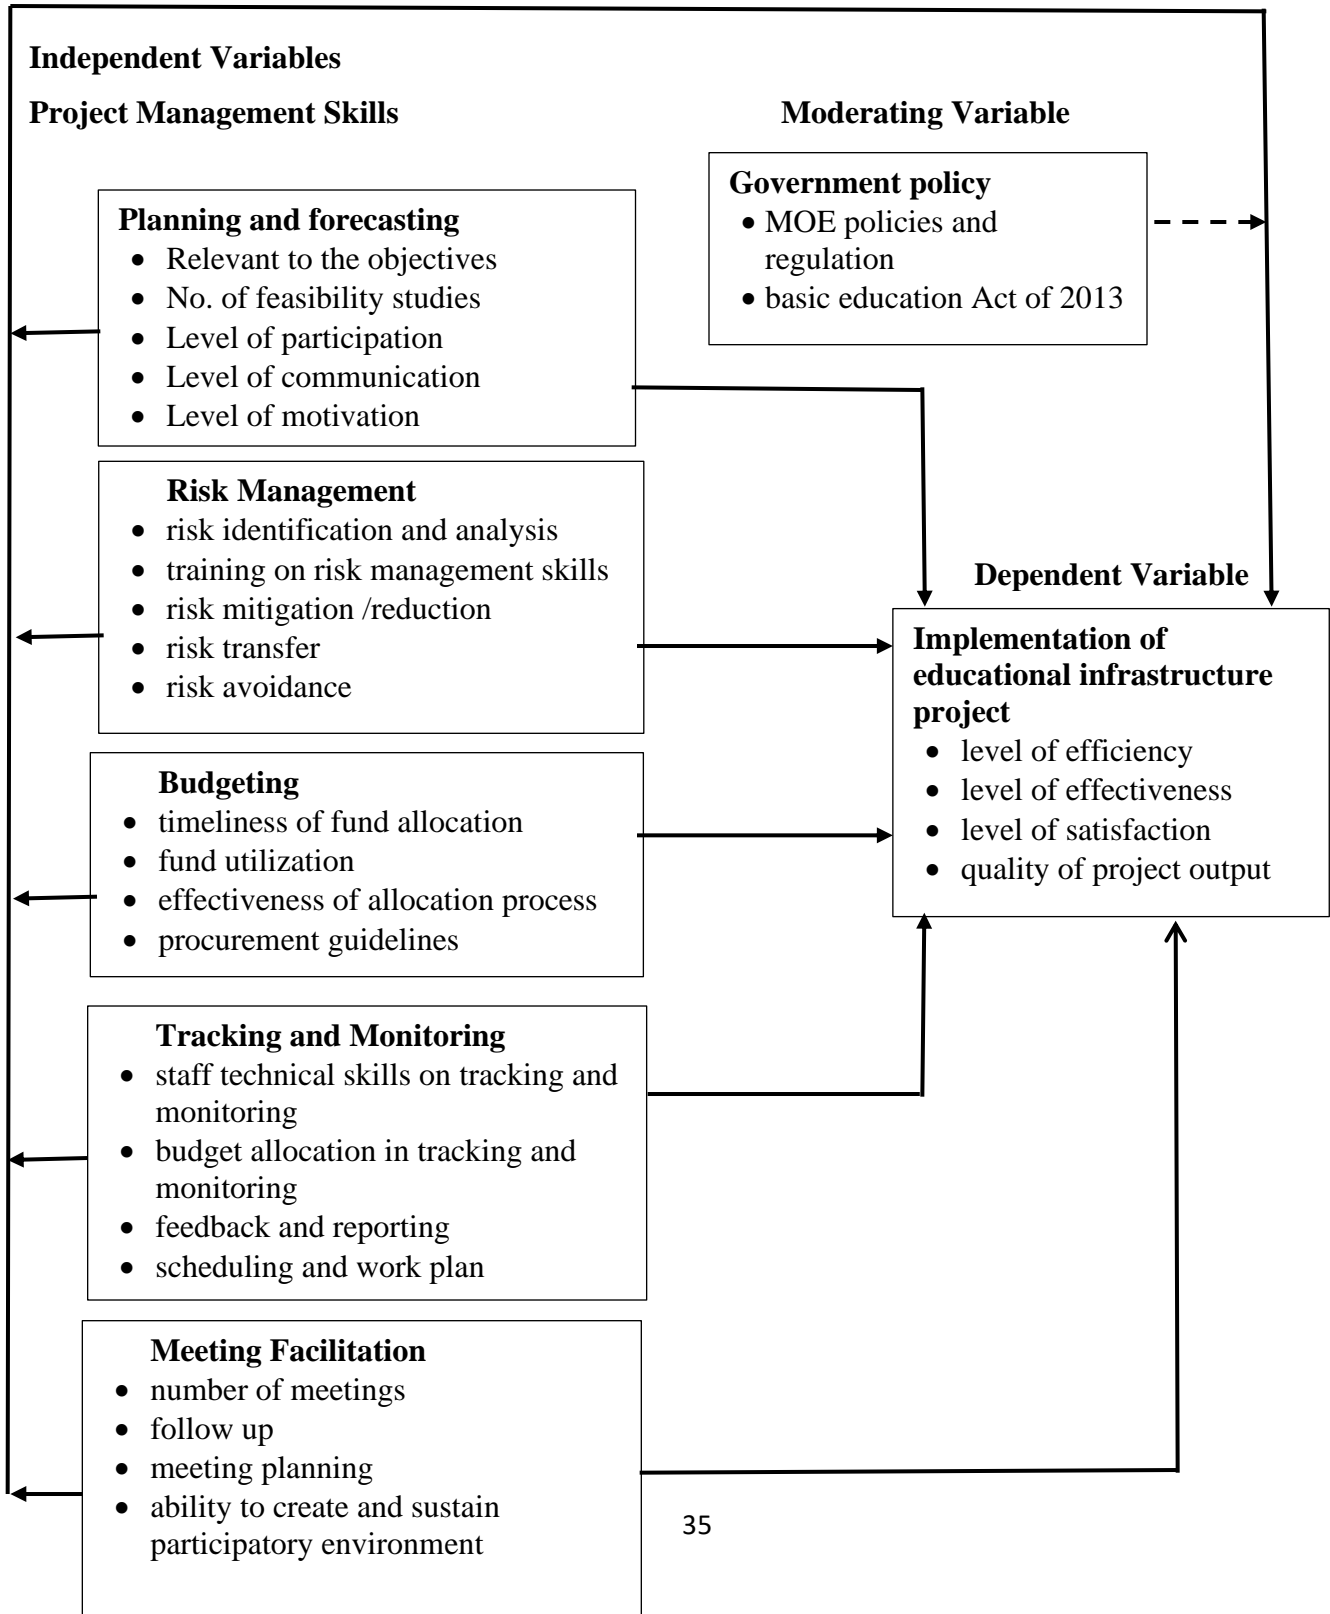 Independent Variables
Project Management Skills
Moderating Variable
Government policy
• MOE policies and
regulation
• basic education Act of 2013
Planning and forecasting
• Relevant to the objectives
• No. of feasibility studies
• Level of participation
• Level of communication
• Level of motivation
Risk Management
• risk identification and analysis
• training on risk management skills
• risk mitigation /reduction
• risk transfer
• risk avoidance
Dependent Variable
Implementation of
educational infrastructure
project
• level of efficiency
• level of effectiveness
• level of satisfaction
• quality of project output
Budgeting
• timeliness of fund allocation
• fund utilization
• effectiveness of allocation process
• procurement guidelines
Tracking and Monitoring
• staff technical skills on tracking and
monitoring
• budget allocation in tracking and
monitoring
• feedback and reporting
• scheduling and work plan
Meeting Facilitation
• number of meetings
• follow up
• meeting planning
• ability to create and sustain
participatory environment
35